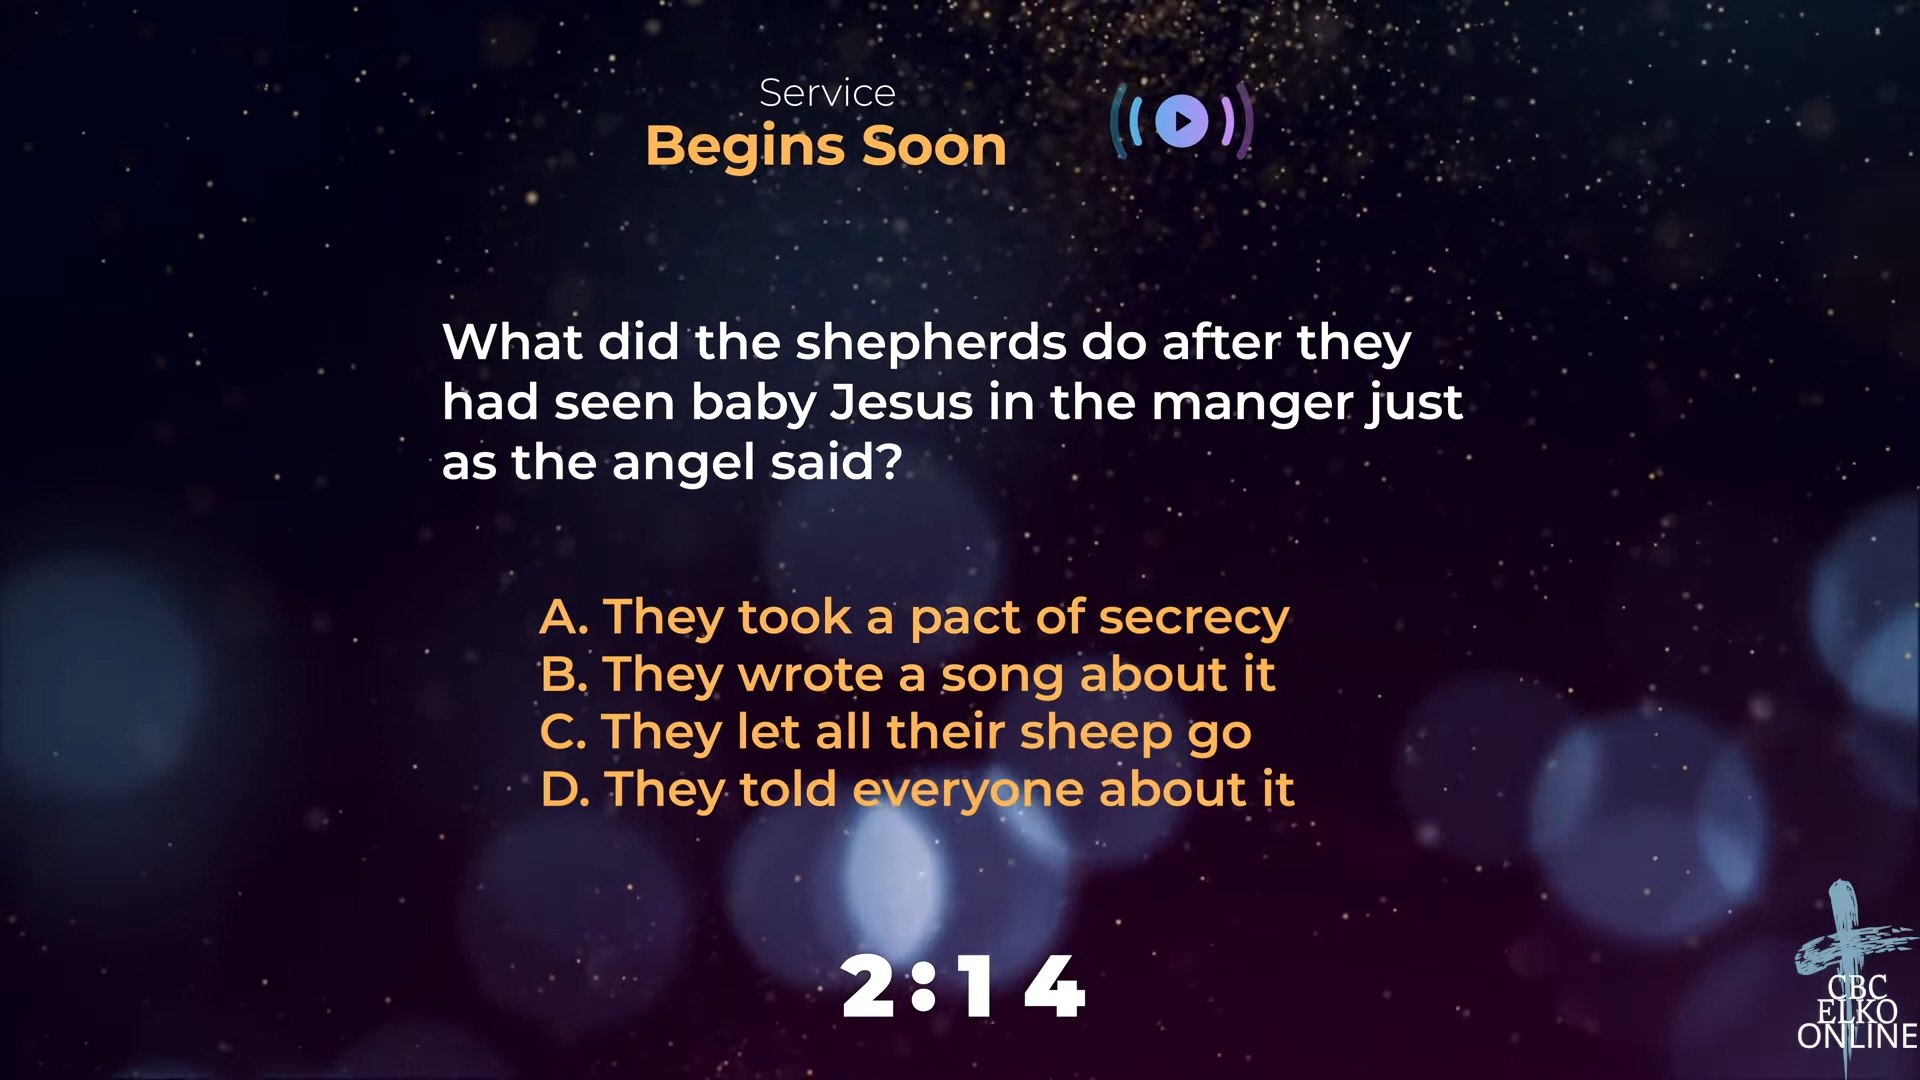 Service
Begins Soon
What did the shepherds do after they
had seen baby Jesus in the manger just
as the angel said?
A. They took a pact of secrecy
B. They wrote a song about it
C. They let all their sheep go
D. They told everyone about it
2:14
CBC
ELKO
ONLINE